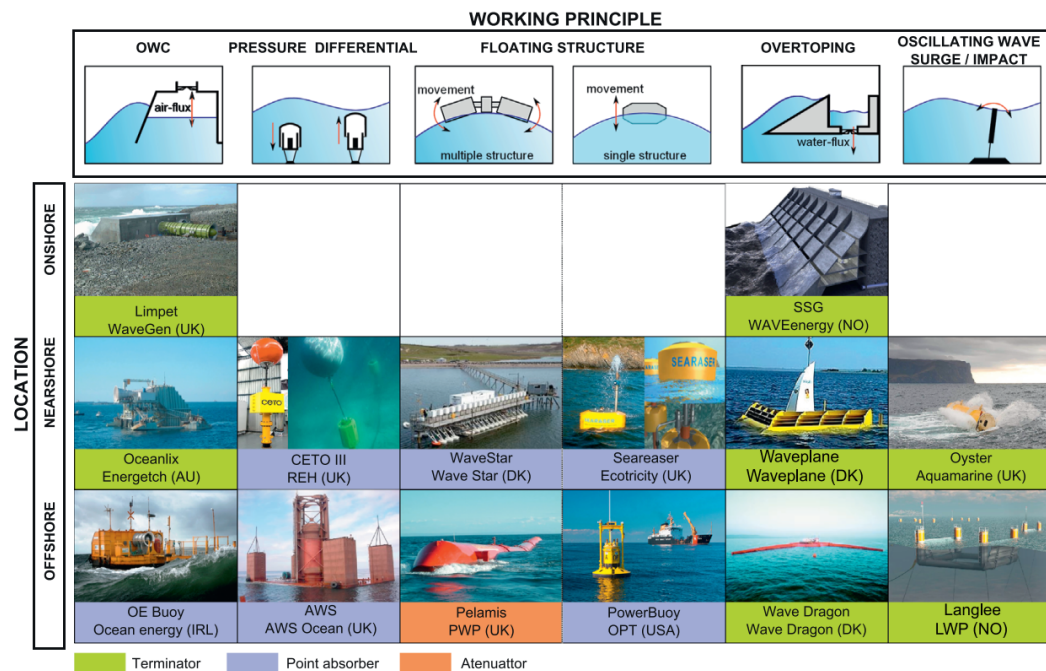 WORKING PRINCIPLE
OWC
PRESSURE DIFFERENTIAL
FLOATING STRUCTURE
OVERTOPING
OSCILLATING WAVE
SURGE / IMPACT
air-flux
movement
multiple structure
movement
single structure
water-flux
LOCATION
ONSHORE
Limpet
WaveGen (UK)
SSG
WAVEenergy (NO)
NEARSHORE
CETO
SEARASER
Oceanlix
Energetch (AU)
CETO III
REH (UK)
WaveStar
Wave Star (DK)
Seareaser
Ecotricity (UK)
Waveplane
Waveplane (DK)
Oyster
Aquamarine (UK)
OFFSHORE
OE Buoy
Ocean energy (IRL)
AWS
AWS Ocean (UK)
Pelamis
PWP (UK)
PowerBuoy
OPT (USA)
Wave Dragon
Wave Dragon (DK)
Langlee
LWP (NO)
Terminator
Point absorber
Atenuattor